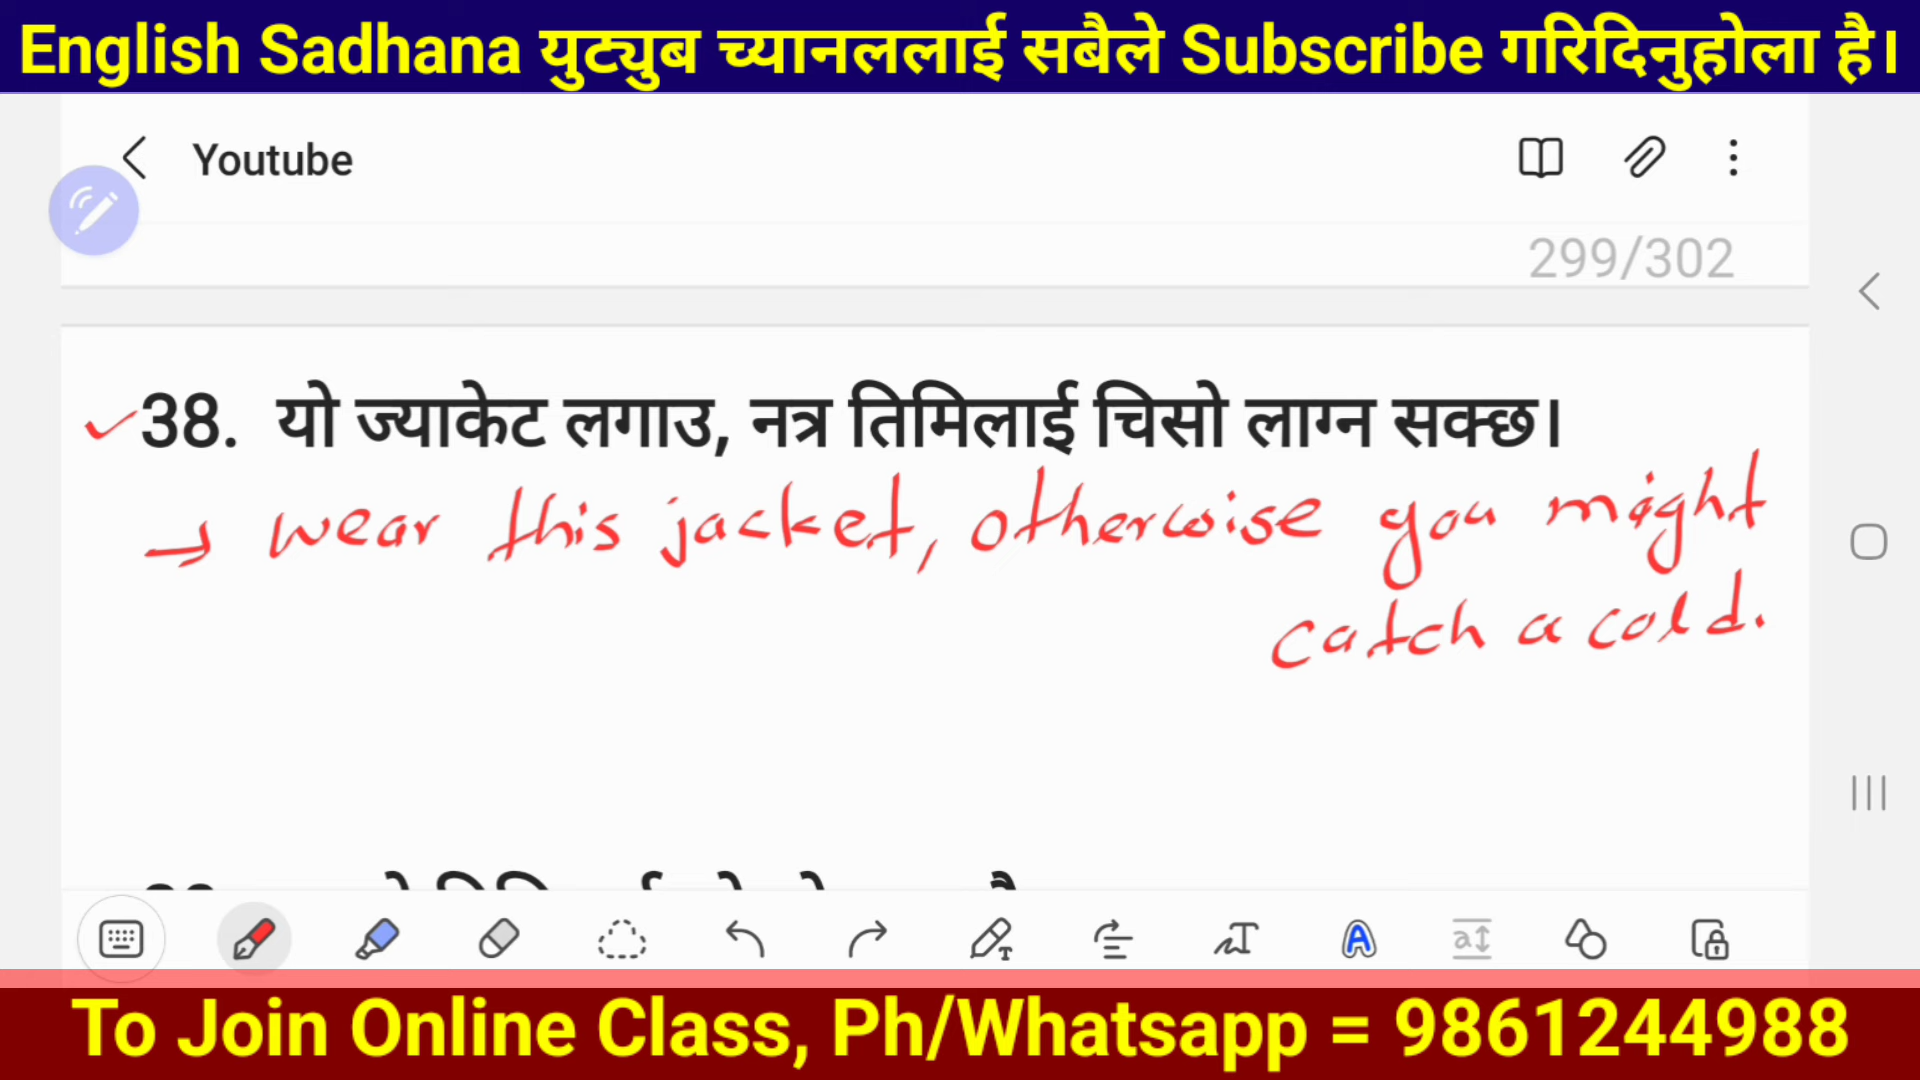 English Sadhana युट्युब च्यानललाई सबैले Subscribe गरिदिनुहोला है।
Youtube
299/302
38. यो ज्याकेट लगाउ, नत्र तिमिलाई चिसो लाग्न सक्छ।
→ wear this jacket, otherwise you might
catch a cold.
To Join Online Class, Ph/Whatsapp = 9861244988